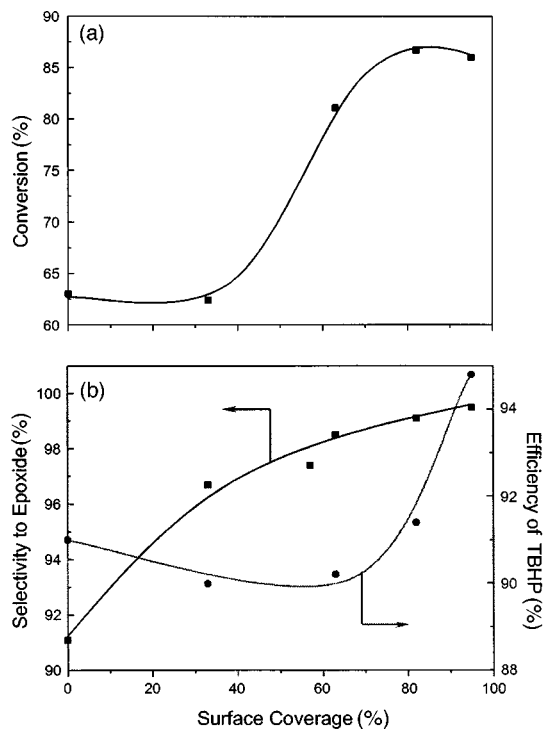 (a)
90
85
80
75
70
65
60
Conversion (%)
(b)
100
98
96
94
92
90
Selectivity to Epoxide (%)
94
92
90
88
Efficiency of TBHP (%)
0 20 40 60 80 100
Surface Coverage (%)